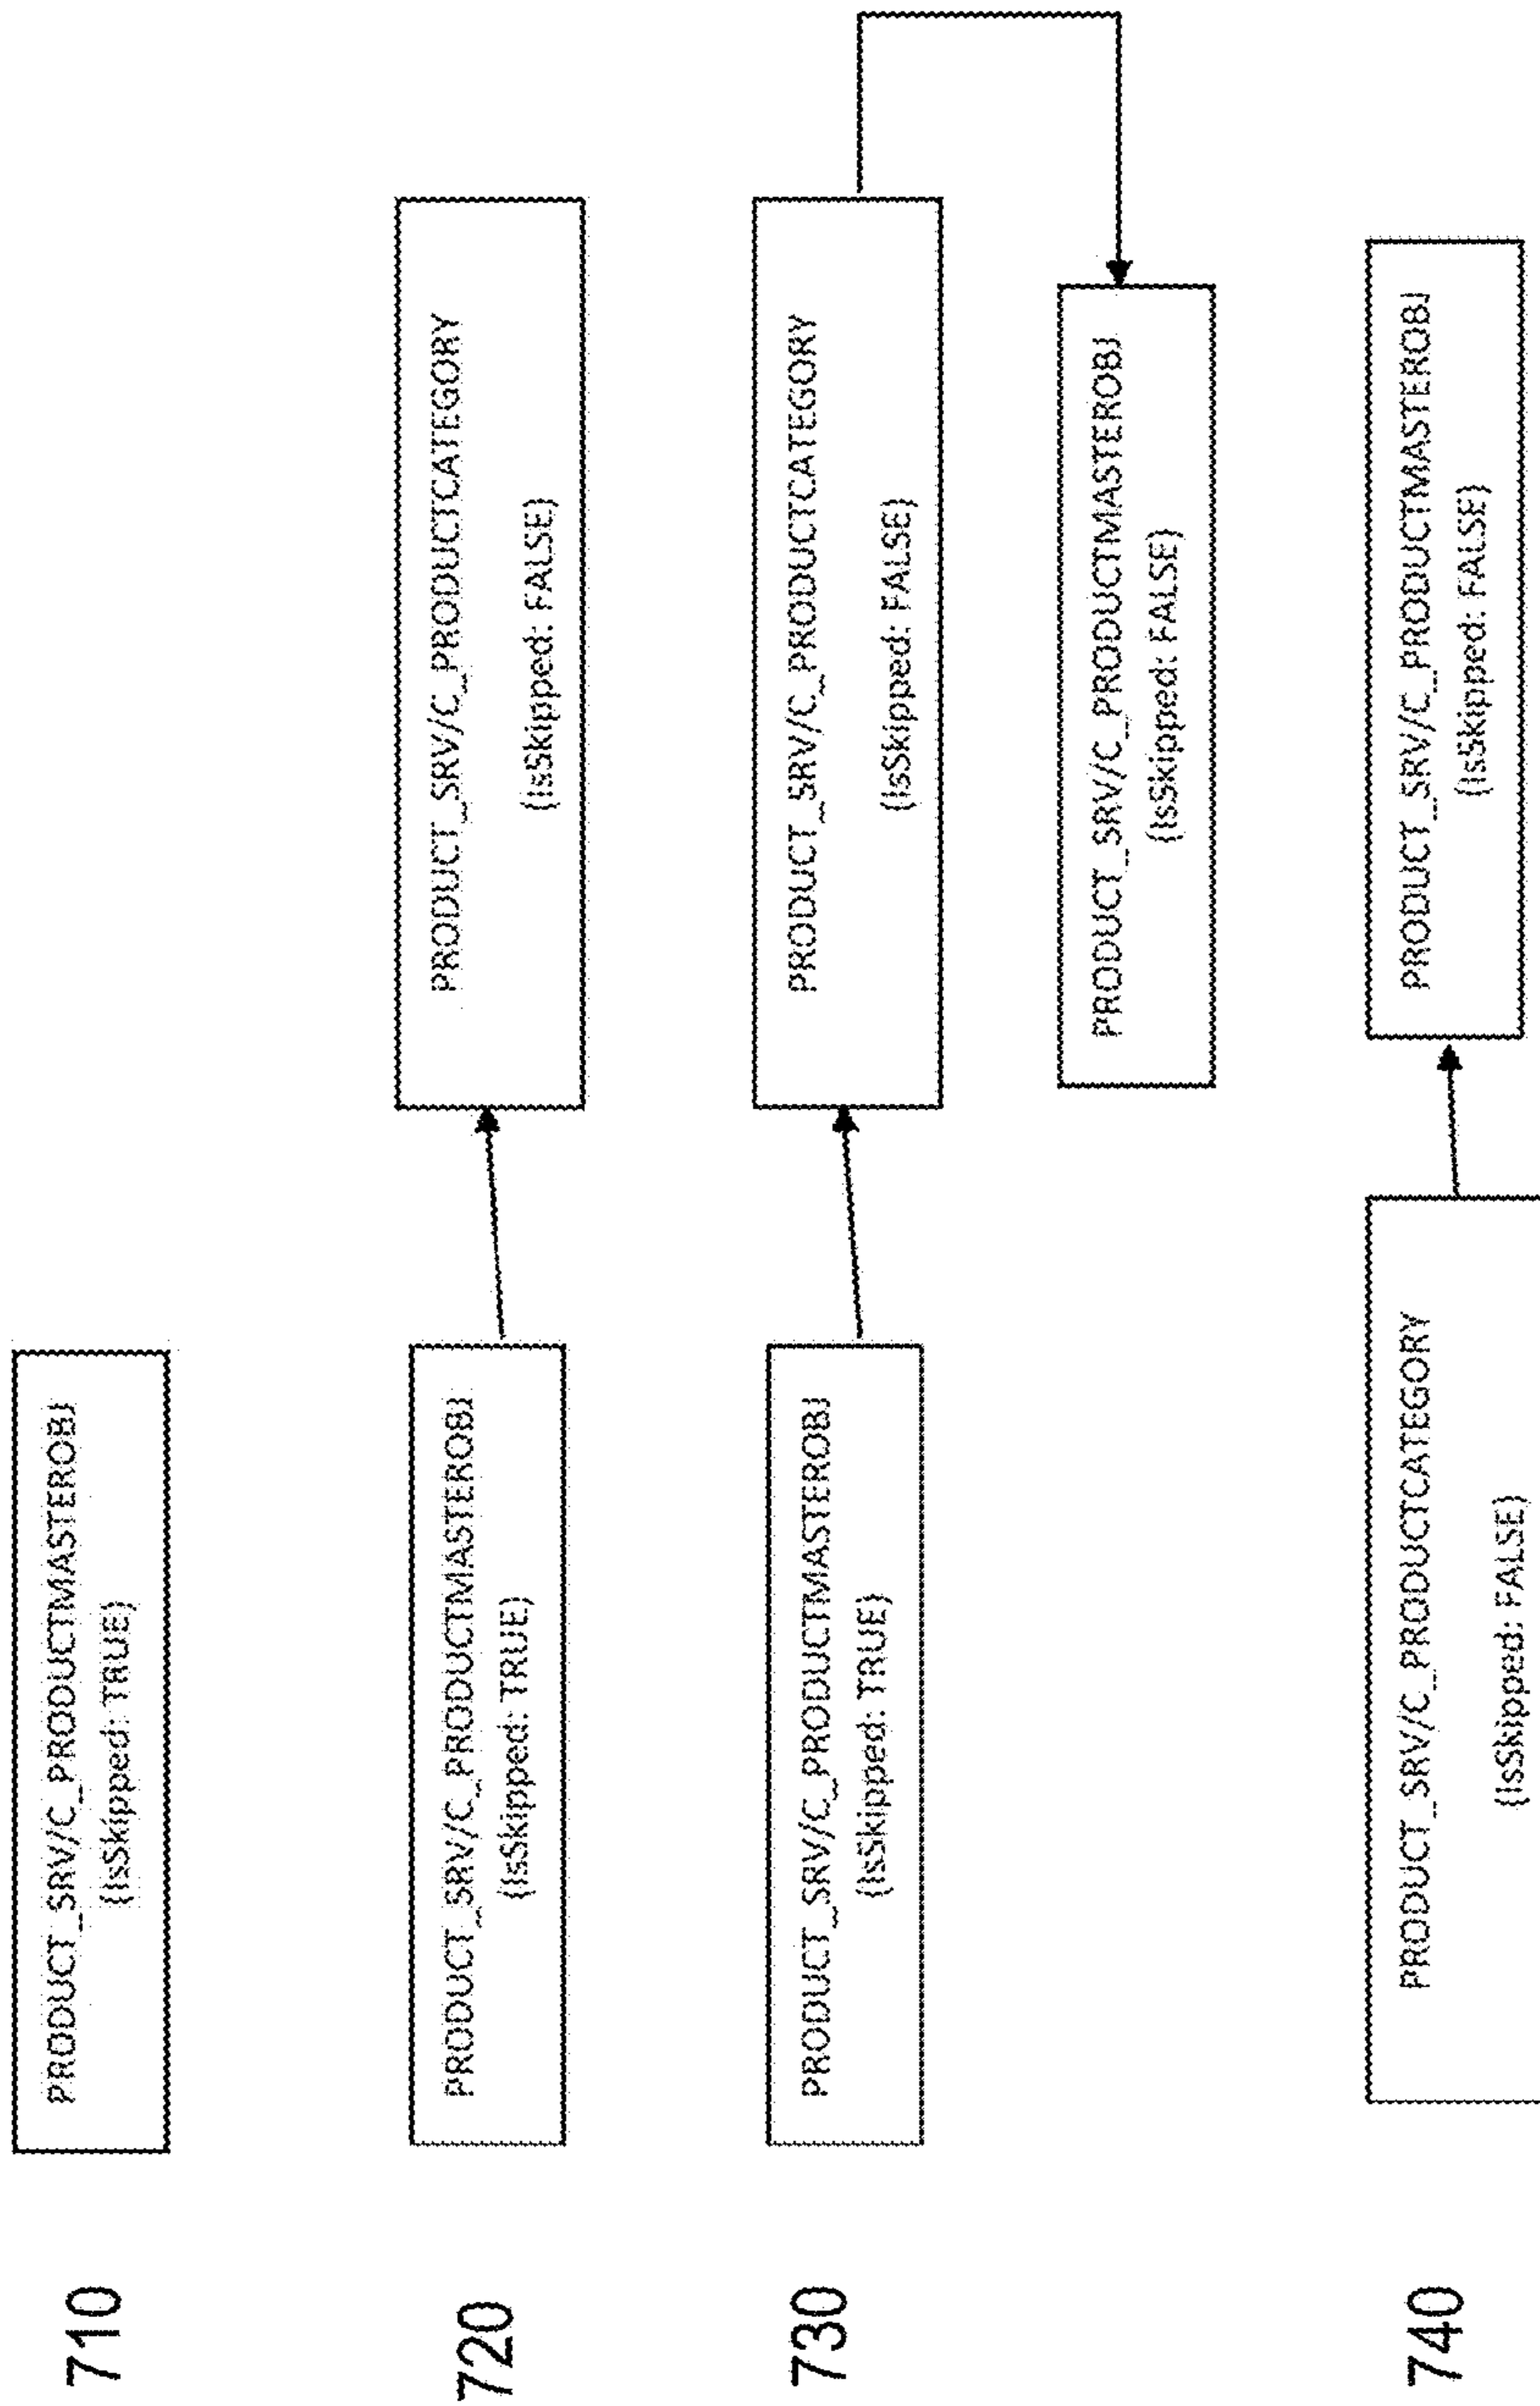 710
PRODUCT_SRV/C_PRODUCTMASTEROBJ
{IsSkipped: TRUE}
720
PRODUCT_SRV/C_PRODUCTMASTEROBJ
{IsSkipped: TRUE}
PRODUCT_SRV/C_PRODUCTCATEGORY
{IsSkipped: FALSE}
730
PRODUCT_SRV/C_PRODUCTMASTEROBJ
{IsSkipped: TRUE}
PRODUCT_SRV/C_PRODUCTCATEGORY
{IsSkipped: FALSE}
PRODUCT_SRV/C_PRODUCTMASTEROBJ
{IsSkipped: FALSE}
740
PRODUCT_SRV/C_PRODUCTCATEGORY
{IsSkipped: FALSE}
PRODUCT_SRV/C_PRODUCTMASTEROBJ
{IsSkipped: FALSE}